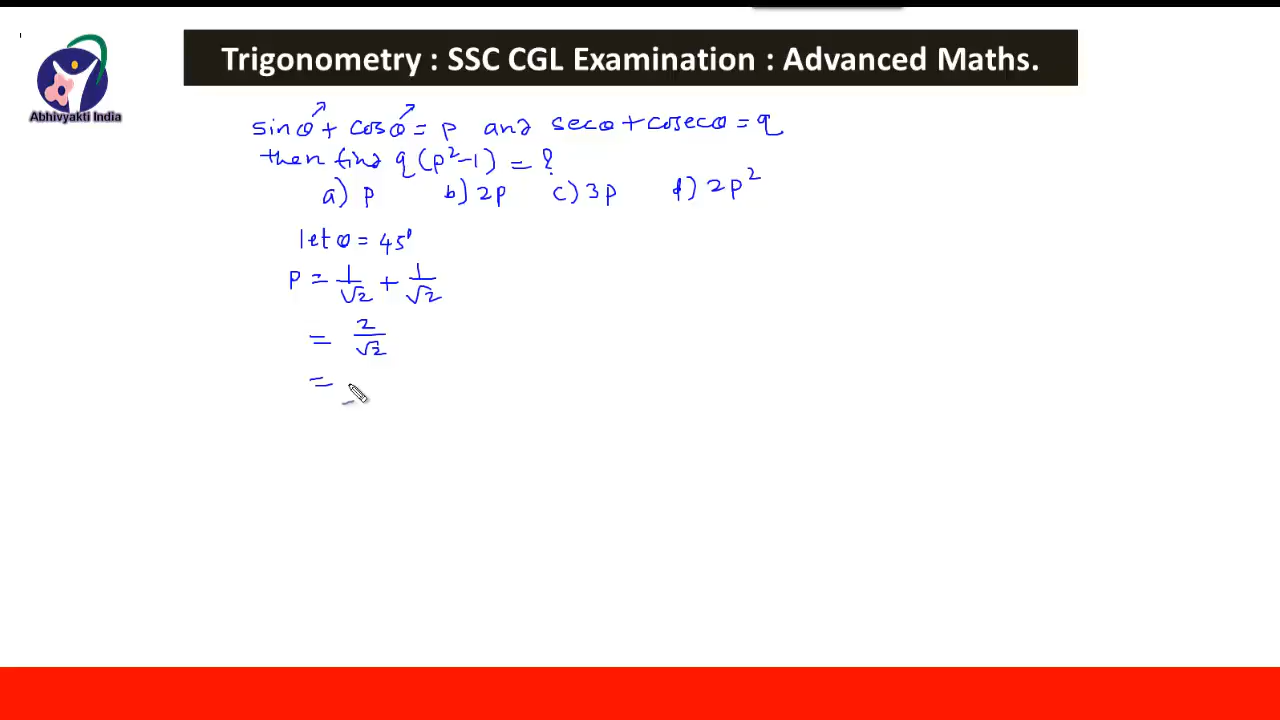 Trigonometry : SSC CGL Examination : Advanced Maths.
Abhivyakti India
sinθ + cosθ = p and secθ + cosecθ = q
then find q(p²-1) = ?
a) p b) 2p c) 3p d) 2p²
let θ = 45°
P = 1/√2 + 1/√2
= 2/√2
=